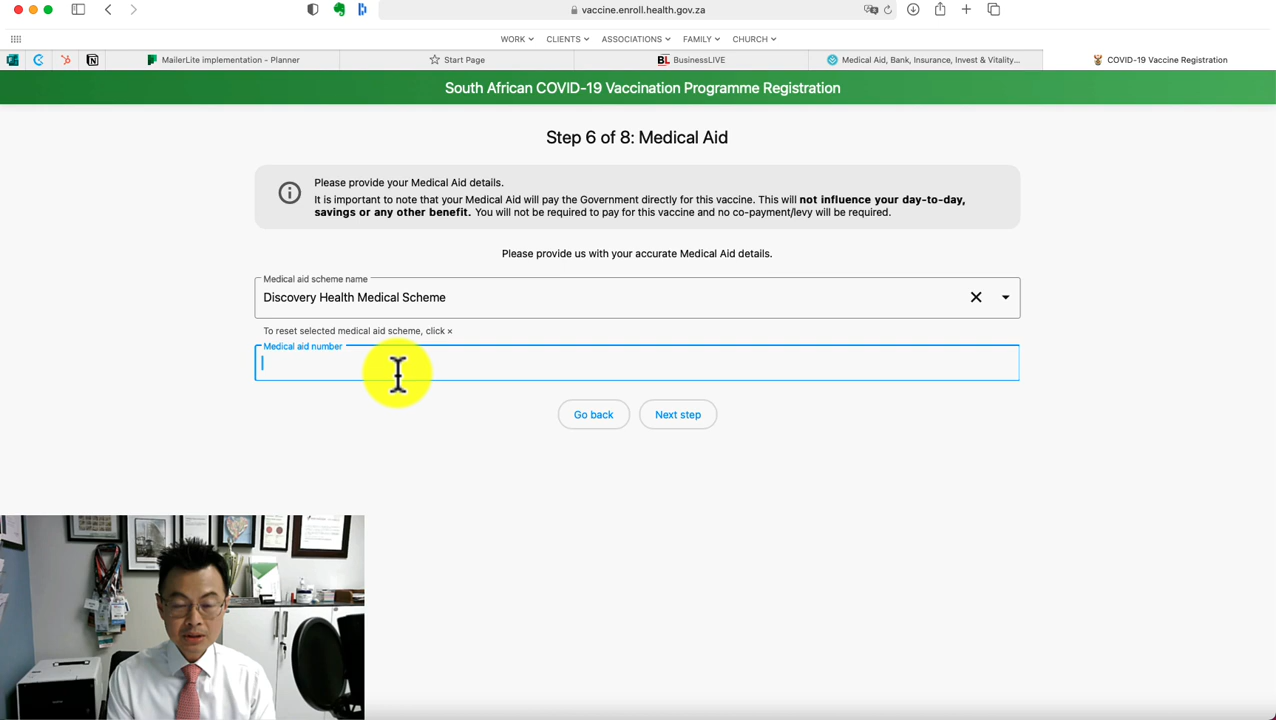 vaccine.enroll.health.gov.za
WORK CLIENTS ASSOCIATIONS FAMILY CHURCH
MailerLite implementation - Planner
Start Page
BL BusinessLIVE
Medical Aid, Bank, Insurance, Invest & Vitality...
COVID-19 Vaccine Registration
South African COVID-19 Vaccination Programme Registration
Step 6 of 8: Medical Aid
Please provide your Medical Aid details.
It is important to note that your Medical Aid will pay the Government directly for this vaccine. This will not influence your day-to-day,
savings or any other benefit. You will not be required to pay for this vaccine and no co-payment/levy will be required.
Please provide us with your accurate Medical Aid details.
Medical aid scheme name
Discovery Health Medical Scheme
To reset selected medical aid scheme, click ×
Medical aid number
Go back
Next step